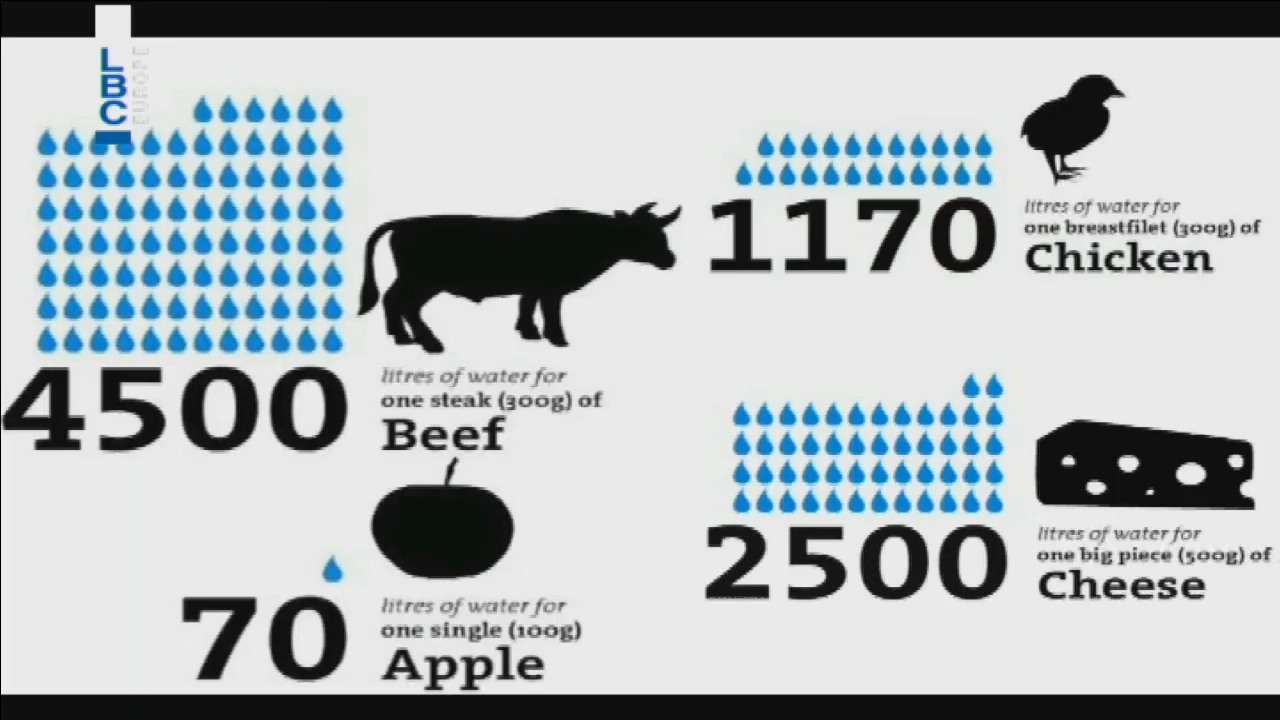 LBC
EUROPE
4500
litres of water for
one steak (300g) of
Beef
1170
litres of water for
one breastfilet (300g) of
Chicken
70
litres of water for
one single (100g)
Apple
2500
litres of water for
one big piece (500g) of
Cheese